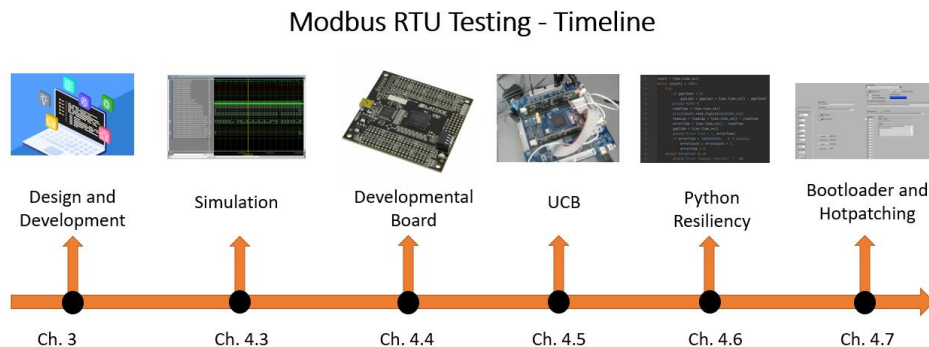 Modbus RTU Testing - Timeline
Design and
Development
Simulation
Developmental
Board
UCB
Python
Resiliency
Bootloader and
Hotpatching
Ch. 3
Ch. 4.3
Ch. 4.4
Ch. 4.5
Ch. 4.6
Ch. 4.7